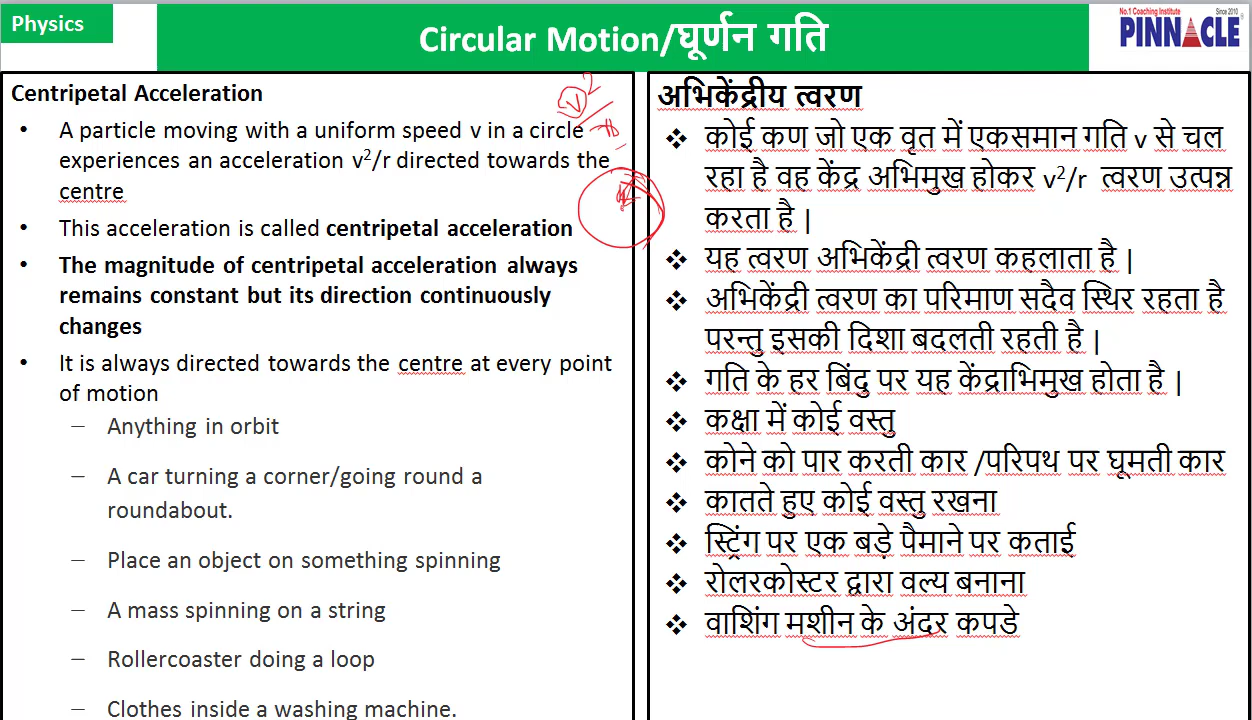 Physics
Circular Motion/घूर्णन गति
No.1 Coaching Institute
Since 2010
PINNACLE
Centripetal Acceleration
• A particle moving with a uniform speed v in a circle
experiences an acceleration v²/r directed towards the
centre
• This acceleration is called centripetal acceleration
• The magnitude of centripetal acceleration always
remains constant but its direction continuously
changes
• It is always directed towards the centre at every point
of motion
– Anything in orbit
– A car turning a corner/going round a
roundabout.
– Place an object on something spinning
– A mass spinning on a string
– Rollercoaster doing a loop
– Clothes inside a washing machine.
अभिकेंद्रीय त्वरण
❖ कोई कण जो एक वृत में एकसमान गति v से चल
रहा है वह केंद्र अभिमुख होकर v²/r त्वरण उत्पन्न
करता है |
❖ यह त्वरण अभिकेंद्री त्वरण कहलाता है |
❖ अभिकेंद्री त्वरण का परिमाण सदैव स्थिर रहता है
परन्तु इसकी दिशा बदलती रहती है |
❖ गति के हर बिंदु पर यह केंद्राभिमुख होता है |
❖ कक्षा में कोई वस्तु
❖ कोने को पार करती कार /परिपथ पर घूमती कार
❖ कातते हुए कोई वस्तु रखना
❖ स्ट्रिंग पर एक बड़े पैमाने पर कताई
❖ रोलरकोस्टर द्वारा वल्य बनाना
❖ वाशिंग मशीन के अंदर कपडे